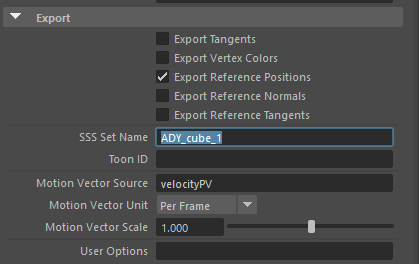 Export
Export Tangents
Export Vertex Colors
Export Reference Positions
Export Reference Normals
Export Reference Tangents
SSS Set Name ADY_cube_1
Toon ID
Motion Vector Source velocityPV
Motion Vector Unit Per Frame
Motion Vector Scale 1.000
User Options